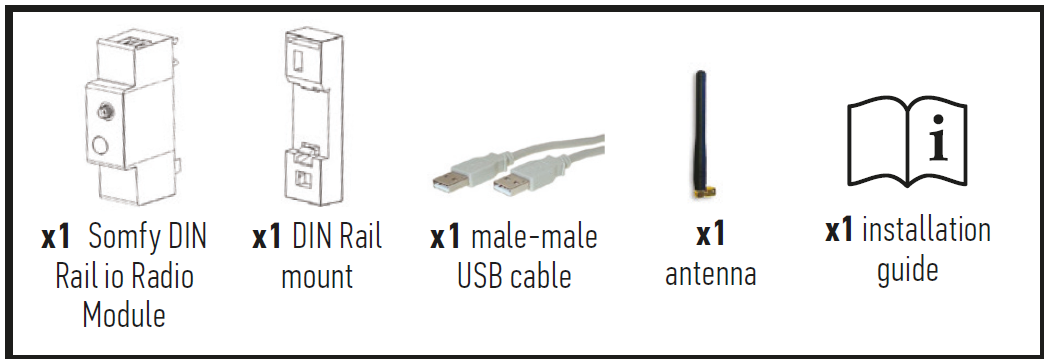 x1 Somfy DIN
Rail io Radio
Module
x1 DIN Rail
mount
x1 male-male
USB cable
x1
antenna
i
x1 installation
guide